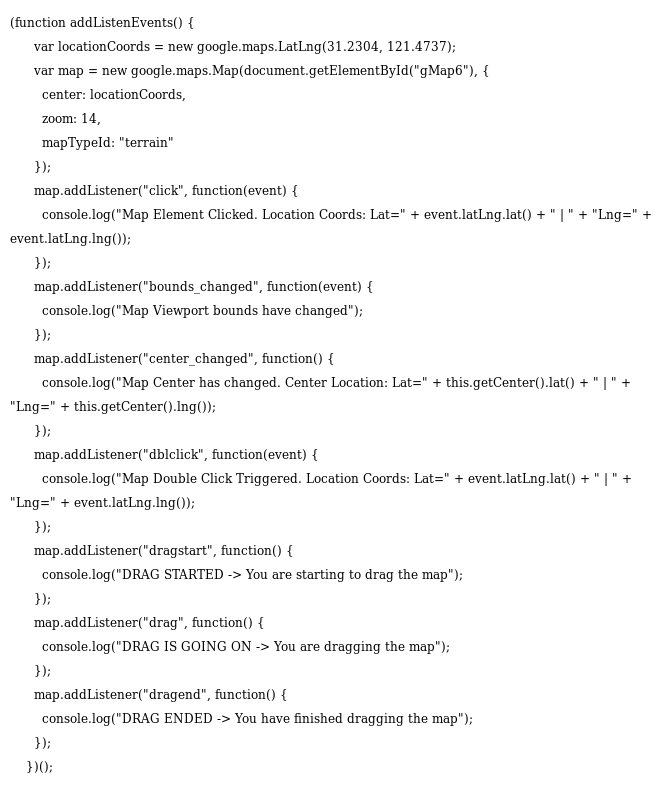 (function addListenEvents() {
var locationCoords = new google.maps.LatLng(31.2304, 121.4737);
var map = new google.maps.Map(document.getElementById("gMap6"), {
center: locationCoords,
zoom: 14,
mapTypeId: "terrain"
});
map.addListener("click", function(event) {
console.log("Map Element Clicked. Location Coords: Lat=" + event.latLng.lat() + " | " + "Lng=" +
event.latLng.lng());
});
map.addListener("bounds_changed", function(event) {
console.log("Map Viewport bounds have changed");
});
map.addListener("center_changed", function() {
console.log("Map Center has changed. Center Location: Lat=" + this.getCenter().lat() + " | " +
"Lng=" + this.getCenter().lng());
});
map.addListener("dblclick", function(event) {
console.log("Map Double Click Triggered. Location Coords: Lat=" + event.latLng.lat() + " | " +
"Lng=" + event.latLng.lng());
});
map.addListener("dragstart", function() {
console.log("DRAG STARTED -> You are starting to drag the map");
});
map.addListener("drag", function() {
console.log("DRAG IS GOING ON -> You are dragging the map");
});
map.addListener("dragend", function() {
console.log("DRAG ENDED -> You have finished dragging the map");
});
})();